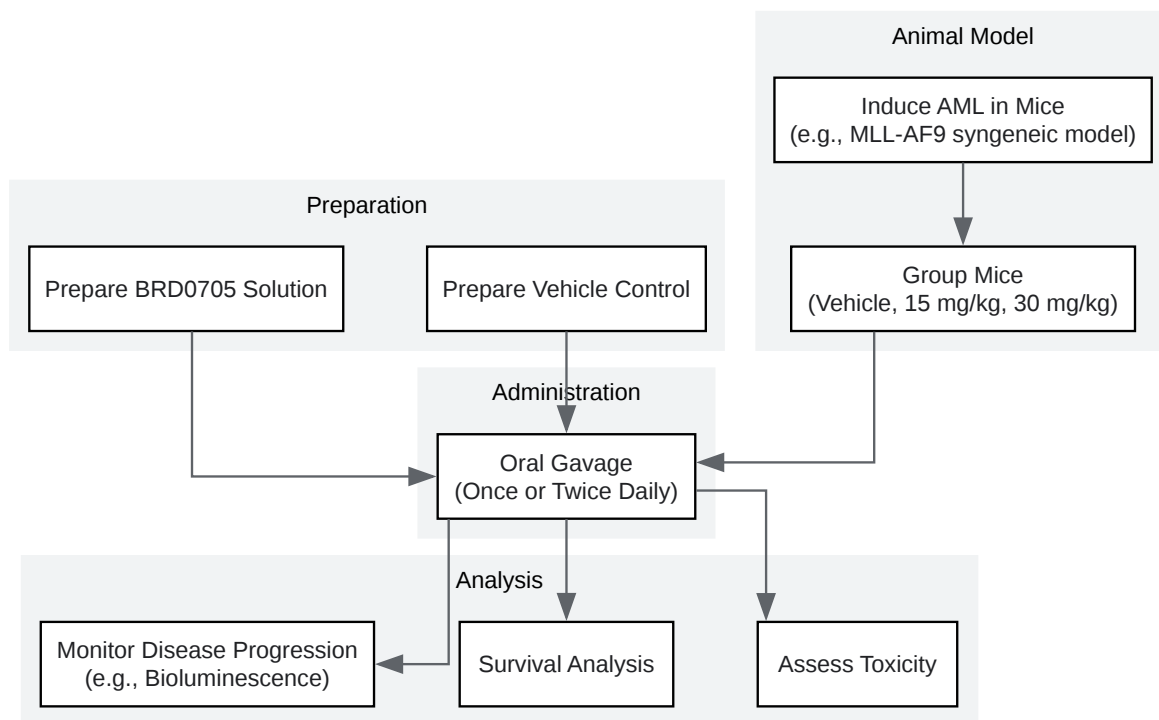 Animal Model
Induce AML in Mice
(e.g., MLL-AF9 syngeneic model)
Group Mice
(Vehicle, 15 mg/kg, 30 mg/kg)
Preparation
Prepare BRD0705 Solution
Prepare Vehicle Control
Administration
Oral Gavage
(Once or Twice Daily)
Analysis
Monitor Disease Progression
(e.g., Bioluminescence)
Survival Analysis
Assess Toxicity